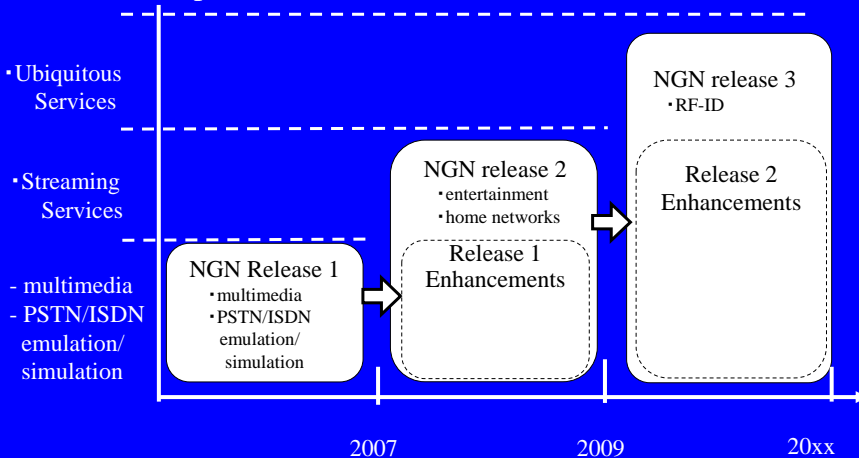 ・Ubiquitous
Services
・Streaming
Services
- multimedia
- PSTN/ISDN
emulation/
simulation
NGN Release 1
・multimedia
・PSTN/ISDN
emulation/
simulation
NGN release 2
・entertainment
・home networks
Release 1
Enhancements
NGN release 3
・RF-ID
Release 2
Enhancements
2007
2009
20xx